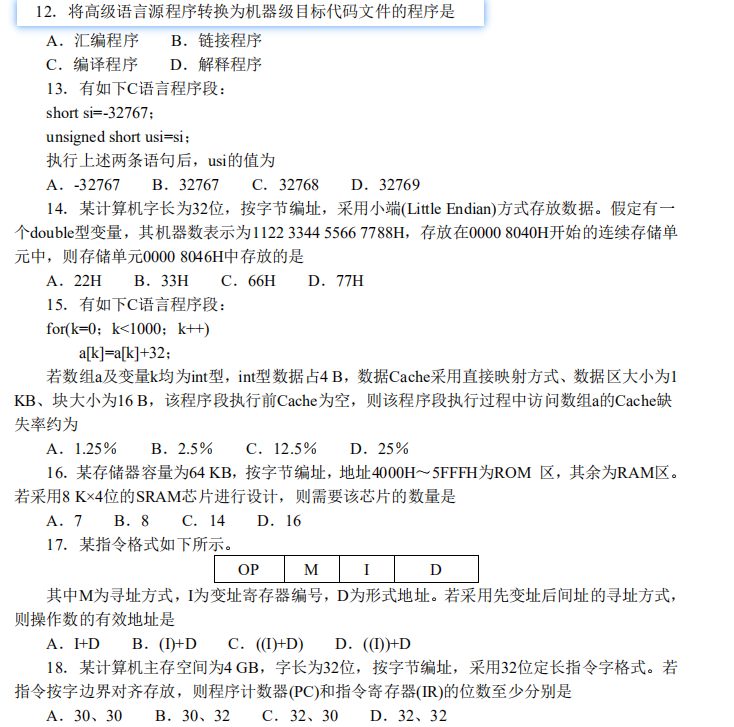 12．将高级语言源程序转换为机器级目标代码文件的程序是
A．汇编程序 B．链接程序
C．编译程序 D．解释程序
13．有如下C语言程序段：
short si=-32767；
unsigned short usi=si；
执行上述两条语句后，usi的值为
A．-32767 B．32767 C．32768 D．32769
14．某计算机字长为32位，按字节编址，采用小端(Little Endian)方式存放数据。假定有一
个double型变量，其机器数表示为1122 3344 5566 7788H，存放在0000 8040H开始的连续存储单
元中，则存储单元0000 8046H中存放的是
A．22H B．33H C．66H D．77H
15．有如下C语言程序段：
for(k=0；k<1000；k++)
a[k]=a[k]+32；
若数组a及变量k均为int型，int型数据占4 B，数据Cache采用直接映射方式、数据区大小为1
KB、块大小为16 B，该程序段执行前Cache为空，则该程序段执行过程中访问数组a的Cache缺
失率约为
A．1.25% B．2.5% C．12.5% D．25%
16．某存储器容量为64 KB，按字节编址，地址4000H～5FFFH为ROM 区，其余为RAM区。
若采用8 K×4位的SRAM芯片进行设计，则需要该芯片的数量是
A．7 B．8 C．14 D．16
17．某指令格式如下所示。
OP M I D
其中M为寻址方式，I为变址寄存器编号，D为形式地址。若采用先变址后间址的寻址方式，
则操作数的有效地址是
A．I+D B．(I)+D C．((I)+D) D．((I))+D
18．某计算机主存空间为4 GB，字长为32位，按字节编址，采用32位定长指令字格式。若
指令按字边界对齐存放，则程序计数器(PC)和指令寄存器(IR)的位数至少分别是
A．30、30 B．30、32 C．32、30 D．32、32